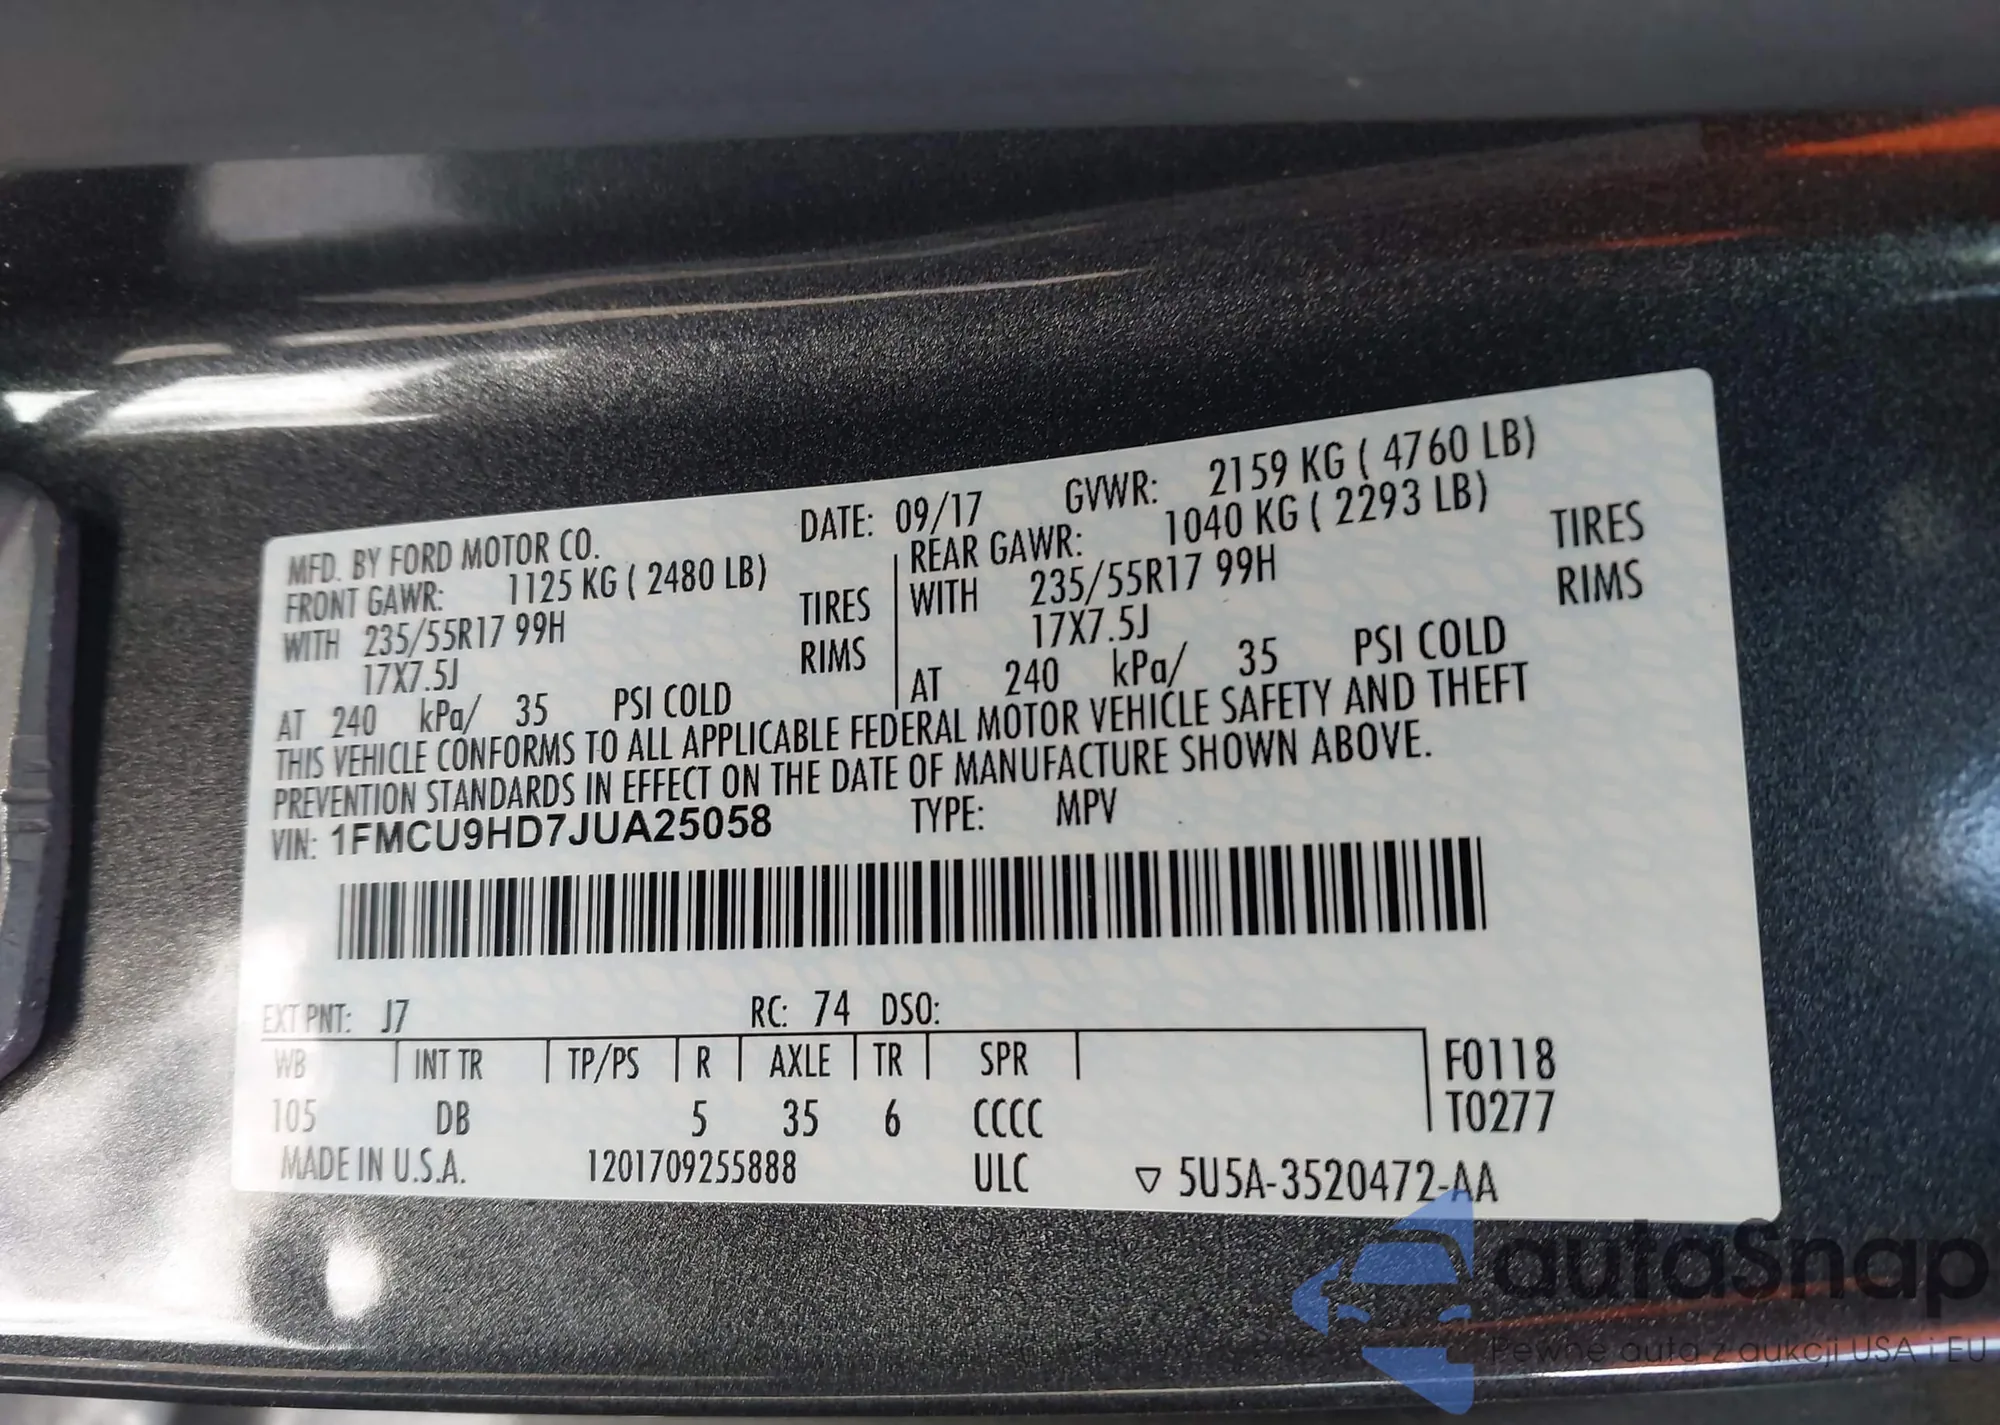 MFD. BY FORD MOTOR CO. DATE: 09/17 GVWR: 2159 KG ( 4760 LB)
FRONT GAWR: 1125 KG ( 2480 LB) REAR GAWR: 1040 KG ( 2293 LB)
WITH 235/55R17 99H TIRES WITH 235/55R17 99H TIRES
17X7.5J RIMS 17X7.5J RIMS
AT 240 kPa/ 35 PSI COLD AT 240 kPa/ 35 PSI COLD
THIS VEHICLE CONFORMS TO ALL APPLICABLE FEDERAL MOTOR VEHICLE SAFETY AND THEFT
PREVENTION STANDARDS IN EFFECT ON THE DATE OF MANUFACTURE SHOWN ABOVE.
VIN: 1FMCU9HD7JUA25058 TYPE: MPV
EXT PNT: J7 RC: 74 DSO:
WB INT TR TP/PS R AXLE TR SPR F0118
105 DB 5 35 6 CCCC T0277
MADE IN U.S.A. 1201709255888 ULC ▽ 5U5A-3520472-AA
autaSnap
Pewne auta z aukcji USA i EU